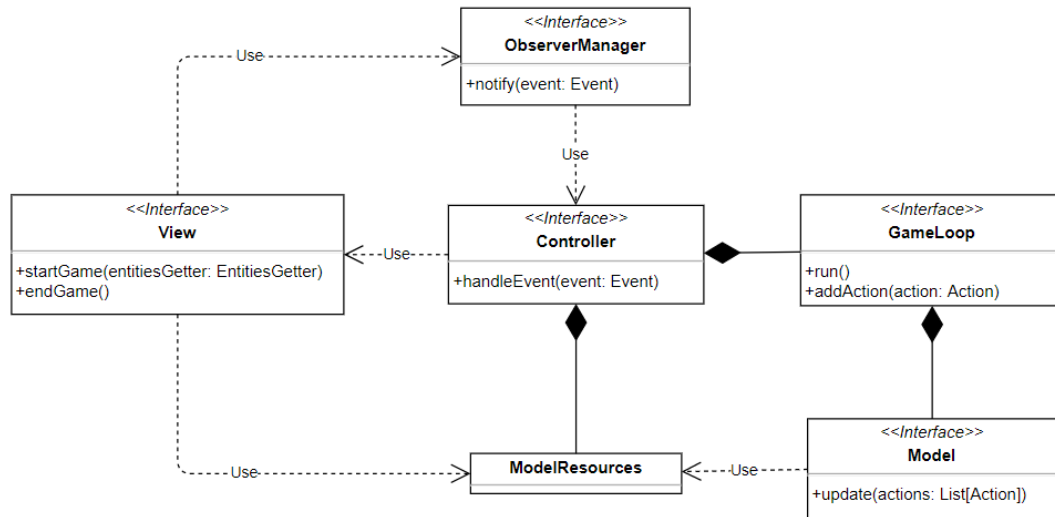 <<Interface>>
ObserverManager
+notify(event: Event)
Use
Use
<<Interface>>
View
+startGame(entitiesGetter: EntitiesGetter)
+endGame()
Use
<<Interface>>
Controller
+handleEvent(event: Event)
<<Interface>>
GameLoop
+run()
+addAction(action: Action)
Use
ModelResources
Use
<<Interface>>
Model
+update(actions: List[Action])